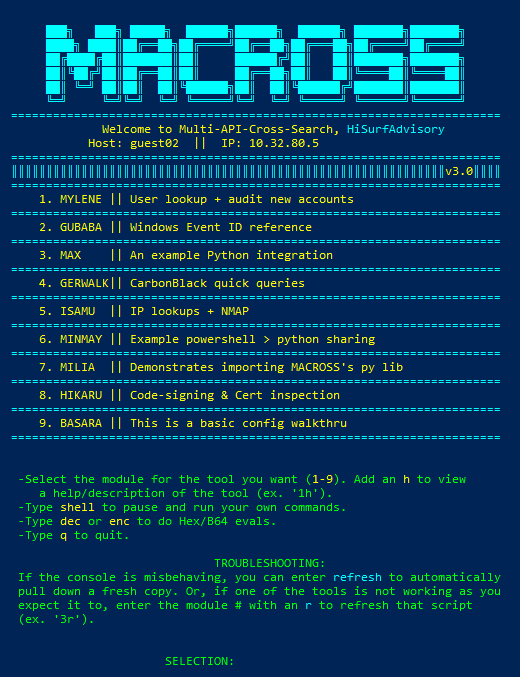 MACROSS
======================================================================
Welcome to Multi-API-Cross-Search, HiSurfAdvisory
Host: guest02 || IP: 10.32.80.5
======================================================================
v3.0
1. MYLENE || User lookup + audit new accounts
======================================================================
2. GUBABA || Windows Event ID reference
======================================================================
3. MAX || An example Python integration
======================================================================
4. GERWALK|| CarbonBlack quick queries
======================================================================
5. ISAMU || IP lookups + NMAP
======================================================================
6. MINMAY || Example powershell > python sharing
======================================================================
7. MILIA || Demonstrates importing MACROSS's py lib
======================================================================
8. HIKARU || Code-signing & Cert inspection
======================================================================
9. BASARA || This is a basic config walkthru
======================================================================
-Select the module for the tool you want (1-9). Add an h to view
a help/description of the tool (ex. '1h').
-Type shell to pause and run your own commands.
-Type dec or enc to do Hex/B64 evals.
-Type q to quit.
TROUBLESHOOTING:
If the console is misbehaving, you can enter refresh to automatically
pull down a fresh copy. Or, if one of the tools is not working as you
expect it to, enter the module # with an r to refresh that script
(ex. '3r').
SELECTION: